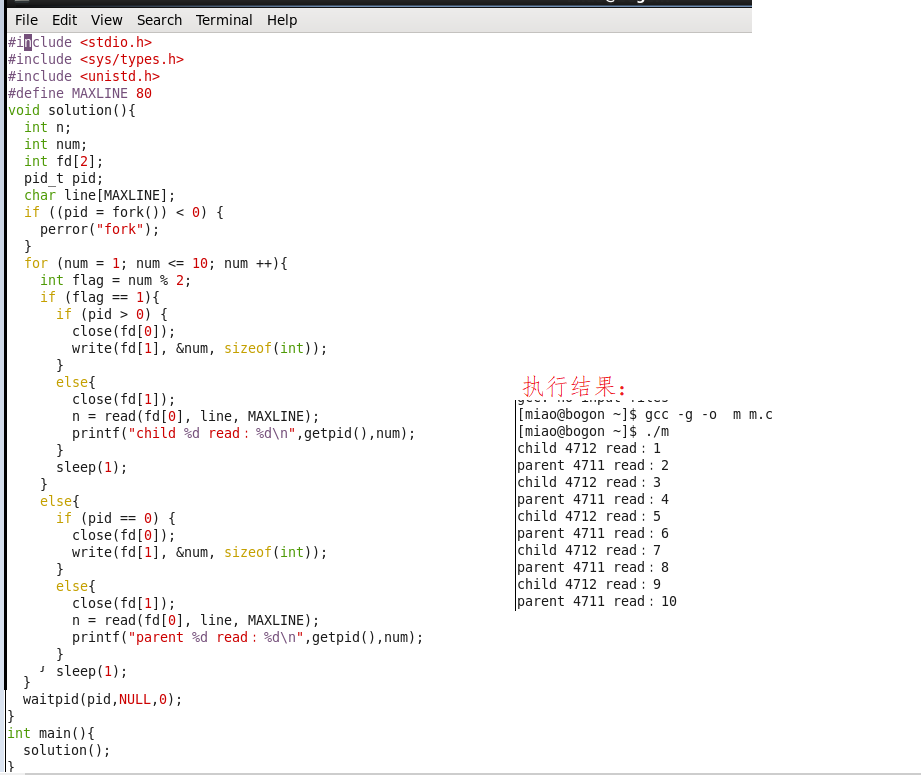 File Edit View Search Terminal Help
#include <stdio.h>
#include <sys/types.h>
#include <unistd.h>
#define MAXLINE 80
void solution(){
int n;
int num;
int fd[2];
pid_t pid;
char line[MAXLINE];
if ((pid = fork()) < 0) {
perror("fork");
}
for (num = 1; num <= 10; num ++){
int flag = num % 2;
if (flag == 1){
if (pid > 0) {
close(fd[0]);
write(fd[1], &num, sizeof(int));
}
else{
close(fd[1]);
n = read(fd[0], line, MAXLINE);
printf("child %d read：%d\n",getpid(),num);
}
sleep(1);
}
else{
if (pid == 0) {
close(fd[0]);
write(fd[1], &num, sizeof(int));
}
else{
close(fd[1]);
n = read(fd[0], line, MAXLINE);
printf("parent %d read：%d\n",getpid(),num);
}
sleep(1);
}
waitpid(pid,NULL,0);
}
int main(){
solution();
}
执行结果：
gcc: no input files
[miao@bogon ~]$ gcc -g -o  m m.c
[miao@bogon ~]$ ./m
child 4712 read：1
parent 4711 read：2
child 4712 read：3
parent 4711 read：4
child 4712 read：5
parent 4711 read：6
child 4712 read：7
parent 4711 read：8
child 4712 read：9
parent 4711 read：10